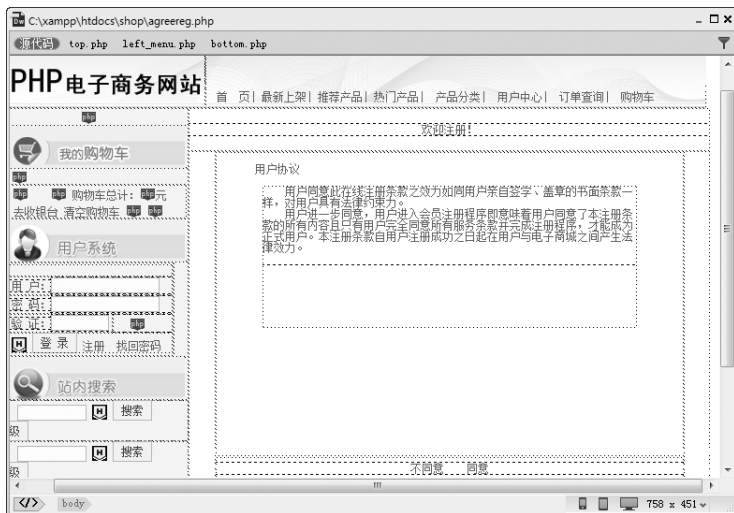 C:\xampp\htdocs\shop\agreereg.php
源代码 top.php left_menu.php bottom.php
PHP电子商务网站
首 页| 最新上架| 推荐产品| 热门产品| 产品分类| 用户中心| 订单查询| 购物车
php
欢迎注册！
我的购物车
用户协议
php
php php 购物车总计：php元
去收银台 清空购物车 php php
用户同意此在线注册条款之效力如同用户亲自签字、盖章的书面条款一
样，对用户具有法律约束力。
用户进一步同意，用户进入会员注册程序即意味着用户同意了本注册条
款的所有内容且只有用户完全同意所有服务条款并完成注册程序，才能成为
正式用户。本注册条款自用户注册成功之日起在用户与电子商城之间产生法
律效力。
用户系统
用 户：
密 码：
验 证： php
H 登 录 注册 找回密码
站内搜索
H 搜索
级
H 搜索
级
不同意 同意
</> body
758 x 451